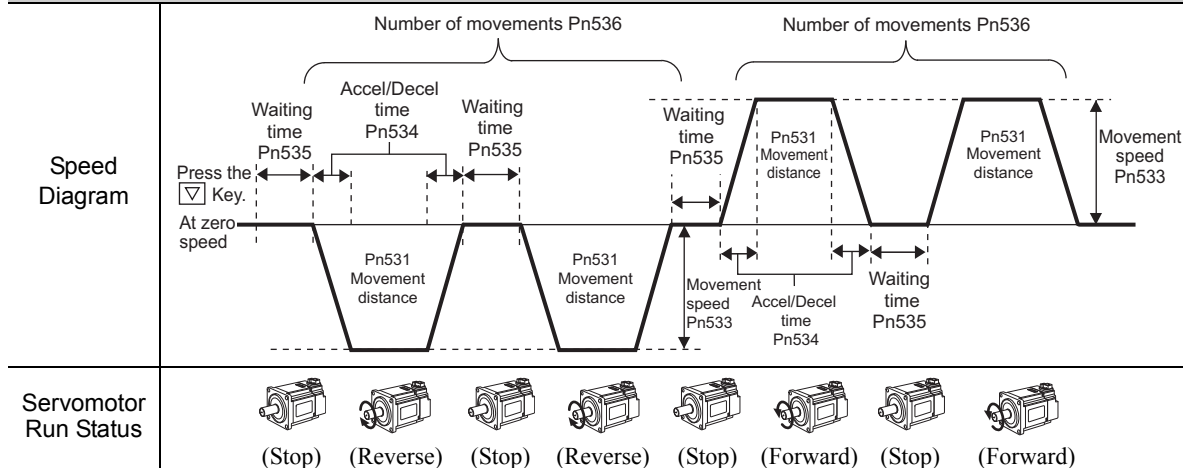 Number of movements Pn536
Number of movements Pn536
Waiting
time
Pn535
Accel/Decel
time
Pn534
Waiting
time
Pn535
Waiting
time
Pn535
Press the
▽ Key.
At zero
speed
Speed
Diagram
Pn531
Movement
distance
Pn531
Movement
distance
Movement
speed
Pn533
Pn531
Movement
distance
Accel/Decel
time
Pn534
Waiting
time
Pn535
Pn531
Movement
distance
Movement
speed
Pn533
Servomotor
Run Status
(Stop) (Reverse) (Stop) (Reverse) (Stop) (Forward) (Stop) (Forward)